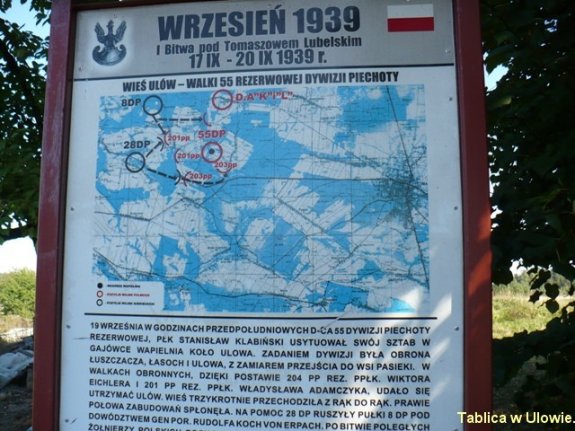 WRZESIEŃ 1939
I Bitwa pod Tomaszowem Lubelskim
17 IX - 20 IX 1939 r.
WIEŚ ULÓW – WALKI 55 REZERWOWEJ DYWIZJI PIECHOTY
8DP
D.A"K"i"L"
201pp
55DP
28DP
201pp
203pp
203pp
19 WRZEŚNIA W GODZINACH PRZEDPOŁUDNIOWYCH D-CA 55 DYWIZJI PIECHOTY
REZERWOWEJ, PŁK STANISŁAW KLABIŃSKI USYTUOWAŁ SWÓJ SZTAB W
GAJÓWCE WAPIELNIA KOŁO ULOWA. ZADANIEM DYWIZJI BYŁA OBRONA
ŁUSZCZACZA, ŁASOCH I ULOWA, Z ZAMIAREM PRZEJŚCIA DO WSI PASIEKI. W
WALKACH OBRONNYCH, DZIĘKI POSTAWIE 204 PP REZ. PPŁK. WIKTORA
EICHLERA I 201 PP REZ. PPŁK. WŁADYSŁAWA ADAMCZYKA, UDAŁO SIĘ
UTRZYMAĆ ULÓW. WIEŚ TRZYKROTNIE PRZECHODZIŁA Z RĄK DO RĄK. PRAWIE
POŁOWA ZABUDOWAŃ SPŁONĘŁA. NA POMOC 28 DP RUSZYŁY PUŁKI 8 DP POD
DOWÓDZTWEM GEN POR. RUDOLFA KOCH VON ERPACH. PO BITWIE POLEGŁYCH
Tablica w Ulowie.